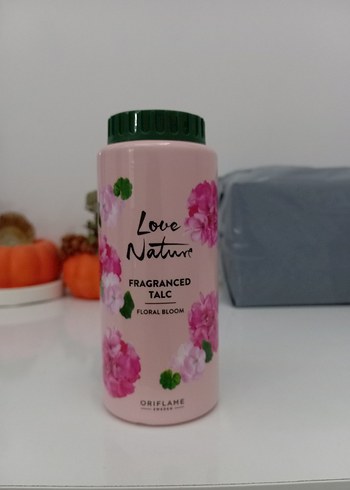 Love
Nature
FRAGRANCED
TALC
FLORAL BLOOM
ORIFLAME
SWEDEN